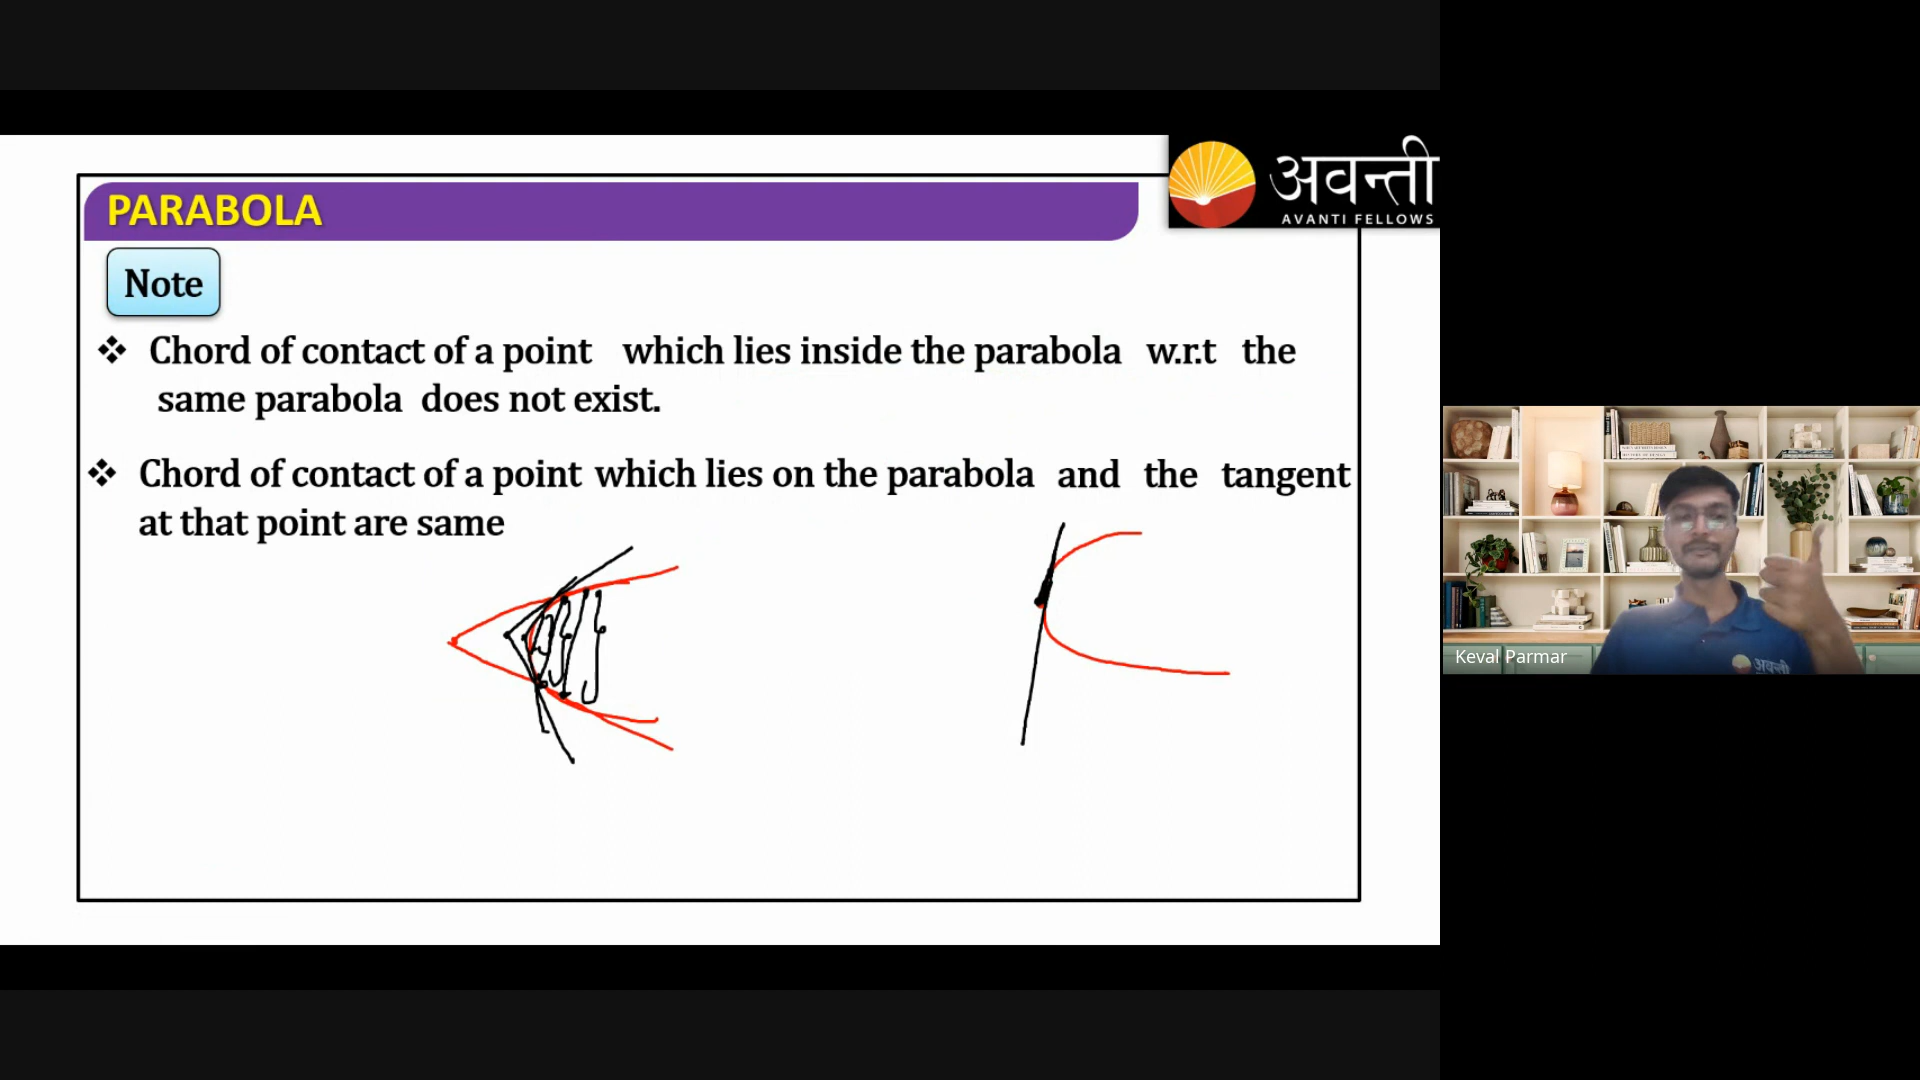 PARABOLA
अवन्ती
AVANTI FELLOWS
Note
❖ Chord of contact of a point which lies inside the parabola w.r.t the
same parabola does not exist.
❖ Chord of contact of a point which lies on the parabola and the tangent
at that point are same
Keval Parmar
अवन्ती